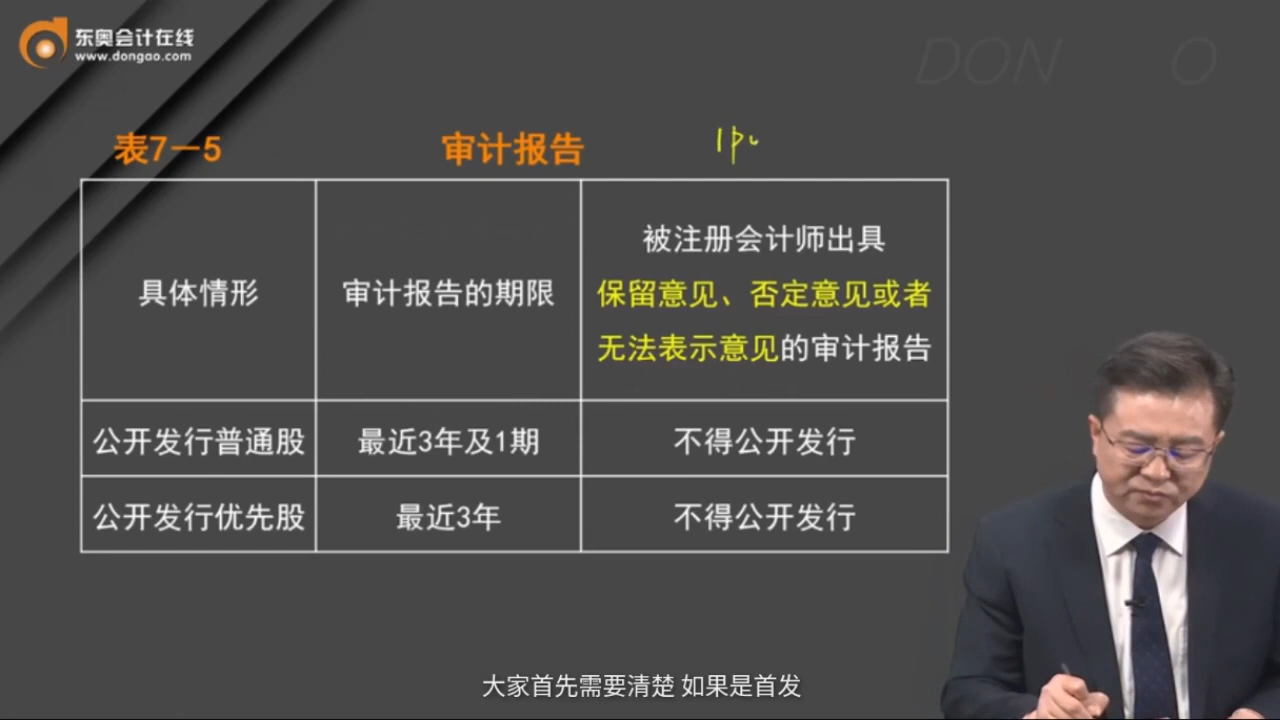 东奥会计在线
www.dongao.com
DON O
表7—5 审计报告
具体情形
审计报告的期限
被注册会计师出具
保留意见、否定意见或者
无法表示意见的审计报告
公开发行普通股 最近3年及1期 不得公开发行
公开发行优先股 最近3年 不得公开发行
大家首先需要清楚 如果是首发